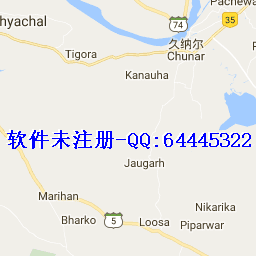 Pachewa
hyachal
74
35
久纳尔
Chunar
Tigora
Kanauha
软件未注册-QQ:64445322
Jaugarh
Marihan
Nikarika
Bharko
5
Loosa
Piparwar